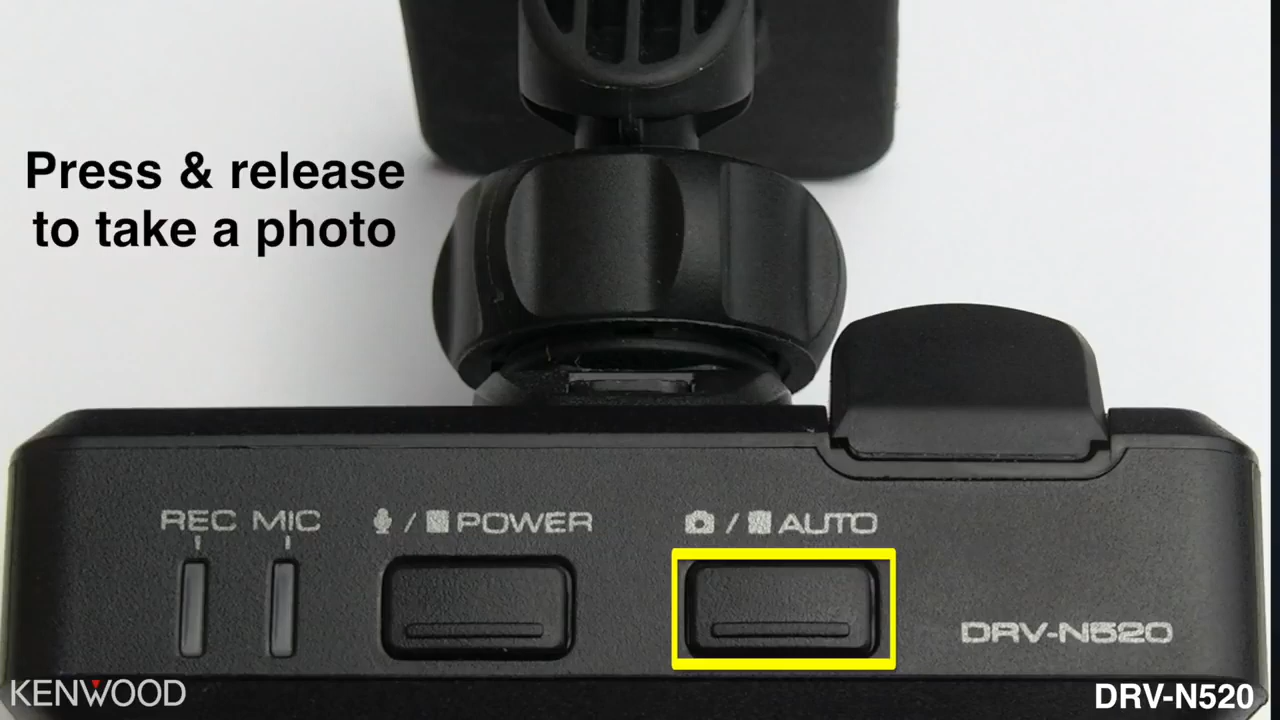 Press & release
to take a photo
REC MIC / POWER / AUTO
DRV-N520
KENWOOD
DRV-N520